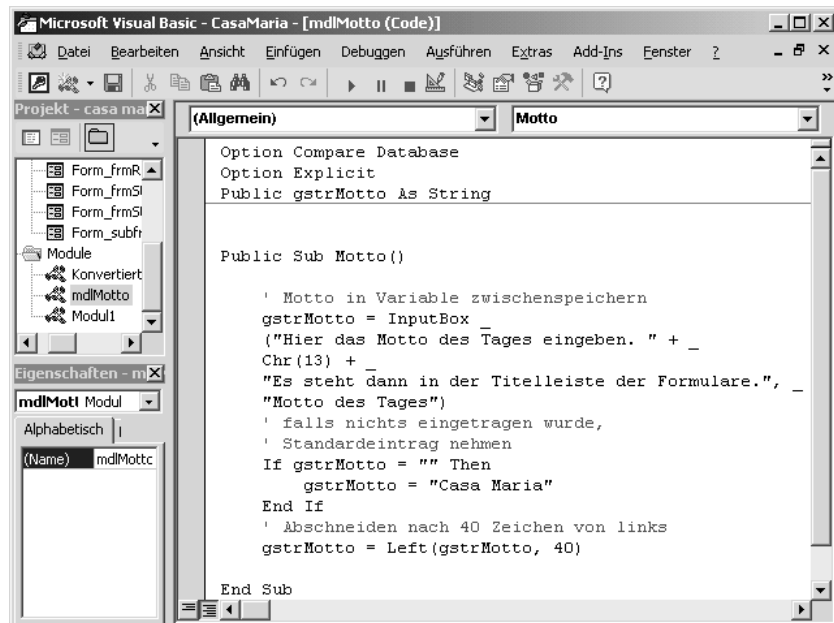 Microsoft Visual Basic - CasaMaria - [mdlMotto (Code)]
Datei Bearbeiten Ansicht Einfügen Debuggen Ausführen Extras Add-Ins Fenster ?
Projekt - casa ma
Form_frmR
Form_frmSl
Form_frmSl
Form_subfr
Module
Konvertiert
mdlMotto
Modul1
Eigenschaften - m
mdlMott Modul
Alphabetisch
(Name) mdlMotto
(Allgemein) Motto
Option Compare Database
Option Explicit
Public gstrMotto As String
Public Sub Motto()
' Motto in Variable zwischenspeichern
gstrMotto = InputBox _
("Hier das Motto des Tages eingeben. " + _
Chr(13) + _
"Es steht dann in der Titelleiste der Formulare.", _
"Motto des Tages")
' falls nichts eingetragen wurde,
' Standardeintrag nehmen
If gstrMotto = "" Then
gstrMotto = "Casa Maria"
End If
' Abschneiden nach 40 Zeichen von links
gstrMotto = Left(gstrMotto, 40)
End Sub